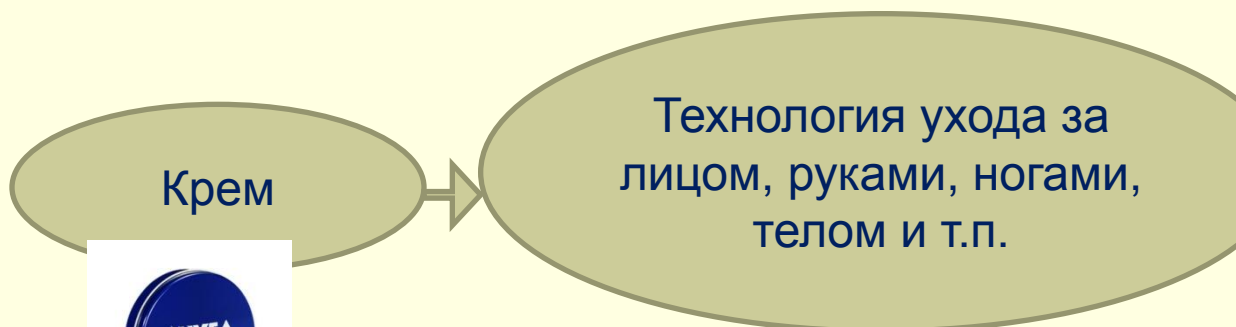 Крем
Технология ухода за
лицом, руками, ногами,
телом и т.п.